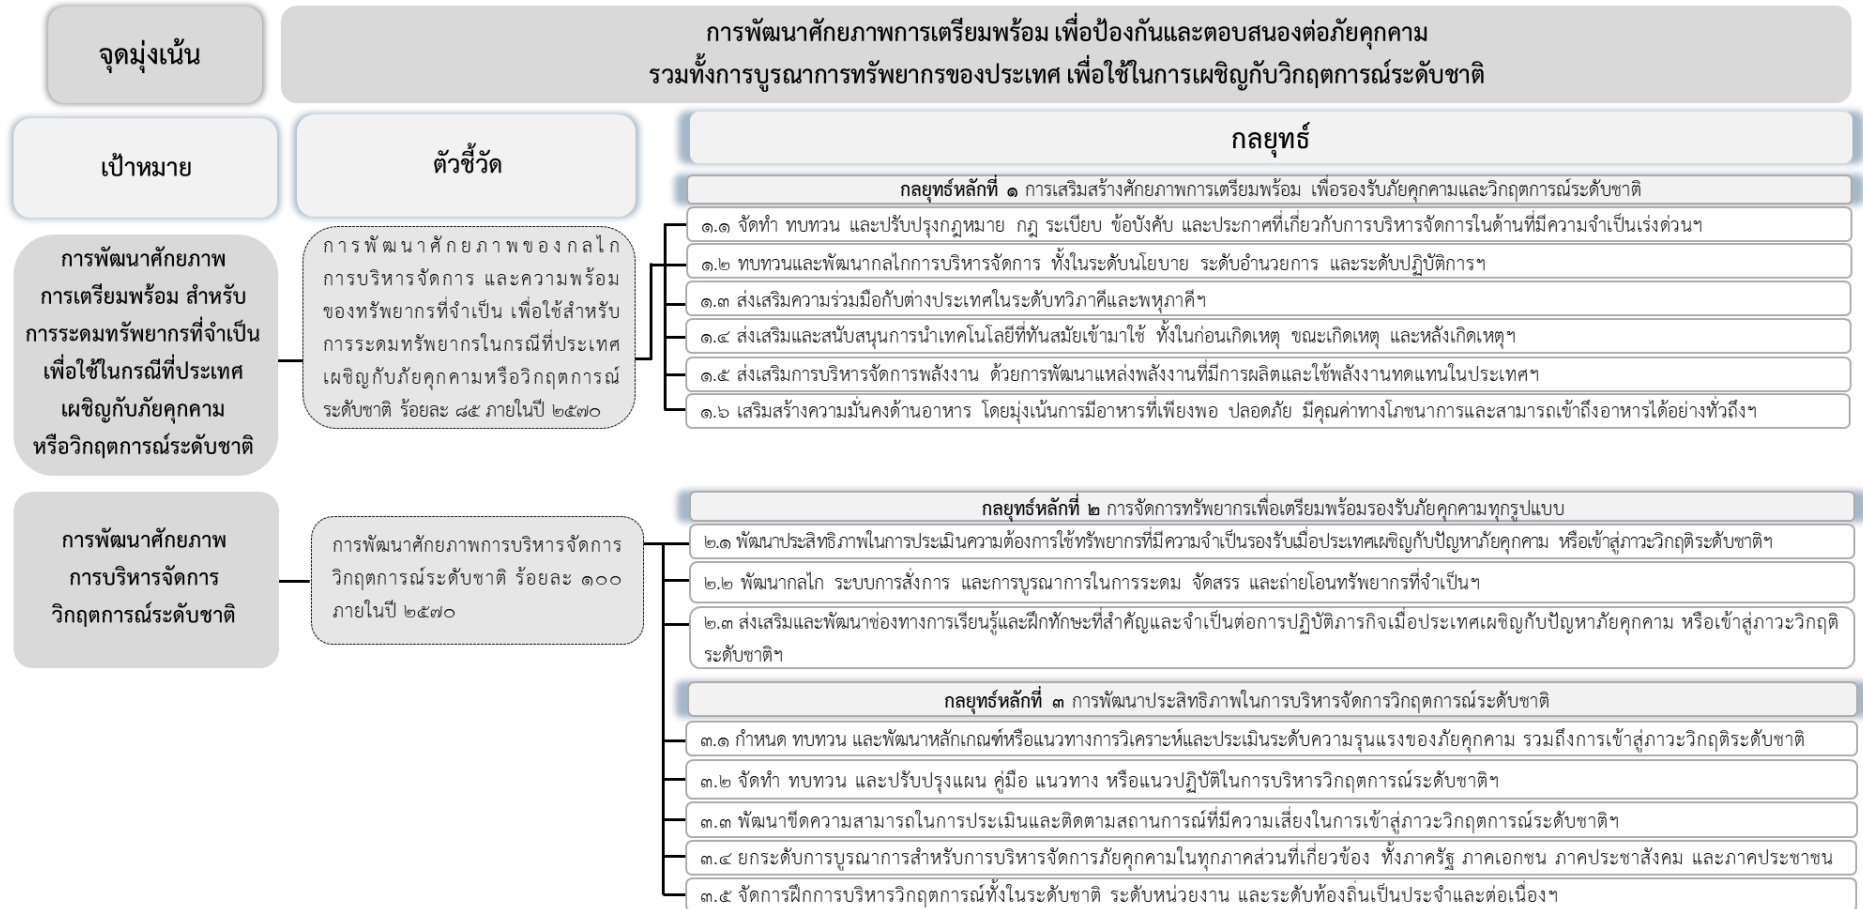 จุดมุ่งเน้น
การพัฒนาศักยภาพการเตรียมพร้อม เพื่อป้องกันและตอบสนองต่อภัยคุกคาม
รวมทั้งการบูรณาการทรัพยากรของประเทศ เพื่อใช้ในการเผชิญกับวิกฤตการณ์ระดับชาติ
เป้าหมาย
ตัวชี้วัด
กลยุทธ์
การพัฒนาศักยภาพ
การเตรียมพร้อม สำหรับ
การระดมทรัพยากรที่จำเป็น
เพื่อใช้ในกรณีที่ประเทศ
เผชิญกับภัยคุกคาม
หรือวิกฤตการณ์ระดับชาติ
การพัฒนาศักยภาพของกลไก
การบริหารจัดการ และความพร้อม
ของทรัพยากรที่จำเป็น เพื่อใช้สำหรับ
การระดมทรัพยากรในกรณีที่ประเทศ
เผชิญกับภัยคุกคามหรือวิกฤตการณ์
ระดับชาติ ร้อยละ ๘๕ ภายในปี ๒๕๗๐
กลยุทธ์หลักที่ ๑ การเสริมสร้างศักยภาพการเตรียมพร้อม เพื่อรองรับภัยคุกคามและวิกฤตการณ์ระดับชาติ
๑.๑ จัดทำ ทบทวน และปรับปรุงกฎหมาย กฎ ระเบียบ ข้อบังคับ และประกาศที่เกี่ยวกับการบริหารจัดการในด้านที่มีความจำเป็นเร่งด่วนฯ
๑.๒ ทบทวนและพัฒนากลไกการบริหารจัดการ ทั้งในระดับนโยบาย ระดับอำนวยการ และระดับปฏิบัติการฯ
๑.๓ ส่งเสริมความร่วมมือกับต่างประเทศในระดับทวิภาคีและพหุภาคีฯ
๑.๔ ส่งเสริมและสนับสนุนการนำเทคโนโลยีที่ทันสมัยเข้ามาใช้ ทั้งในก่อนเกิดเหตุ ขณะเกิดเหตุ และหลังเกิดเหตุฯ
๑.๕ ส่งเสริมการบริหารจัดการพลังงาน ด้วยการพัฒนาแหล่งพลังงานที่มีการผลิตและใช้พลังงานทดแทนในประเทศฯ
๑.๖ เสริมสร้างความมั่นคงด้านอาหาร โดยมุ่งเน้นการมีอาหารที่เพียงพอ ปลอดภัย มีคุณค่าทางโภชนาการและสามารถเข้าถึงอาหารได้อย่างทั่วถึงฯ
การพัฒนาศักยภาพ
การบริหารจัดการ
วิกฤตการณ์ระดับชาติ
การพัฒนาศักยภาพการบริหารจัดการ
วิกฤตการณ์ระดับชาติ ร้อยละ ๑๐๐
ภายในปี ๒๕๗๐
กลยุทธ์หลักที่ ๒ การจัดการทรัพยากรเพื่อเตรียมพร้อมรองรับภัยคุกคามทุกรูปแบบ
๒.๑ พัฒนาประสิทธิภาพในการประเมินความต้องการใช้ทรัพยากรที่มีความจำเป็นรองรับเมื่อประเทศเผชิญกับปัญหาภัยคุกคาม หรือเข้าสู่ภาวะวิกฤติระดับชาติฯ
๒.๒ พัฒนากลไก ระบบการสั่งการ และการบูรณาการในการระดม จัดสรร และถ่ายโอนทรัพยากรที่จำเป็นฯ
๒.๓ ส่งเสริมและพัฒนาช่องทางการเรียนรู้และฝึกทักษะที่สำคัญและจำเป็นต่อการปฏิบัติภารกิจเมื่อประเทศเผชิญกับปัญหาภัยคุกคาม หรือเข้าสู่ภาวะวิกฤติ
ระดับชาติฯ
กลยุทธ์หลักที่ ๓ การพัฒนาประสิทธิภาพในการบริหารจัดการวิกฤตการณ์ระดับชาติ
๓.๑ กำหนด ทบทวน และพัฒนาหลักเกณฑ์หรือแนวทางการวิเคราะห์และประเมินระดับความรุนแรงของภัยคุกคาม รวมถึงการเข้าสู่ภาวะวิกฤติระดับชาติ
๓.๒ จัดทำ ทบทวน และปรับปรุงแผน คู่มือ แนวทาง หรือแนวปฏิบัติในการบริหารวิกฤตการณ์ระดับชาติฯ
๓.๓ พัฒนาขีดความสามารถในการประเมินและติดตามสถานการณ์ที่มีความเสี่ยงในการเข้าสู่ภาวะวิกฤตการณ์ระดับชาติฯ
๓.๔ ยกระดับการบูรณาการสำหรับการบริหารจัดการภัยคุกคามในทุกภาคส่วนที่เกี่ยวข้อง ทั้งภาครัฐ ภาคเอกชน ภาคประชาสังคม และภาคประชาชน
๓.๕ จัดการฝึกการบริหารวิกฤตการณ์ทั้งในระดับชาติ ระดับหน่วยงาน และระดับท้องถิ่นเป็นประจำและต่อเนื่องฯ